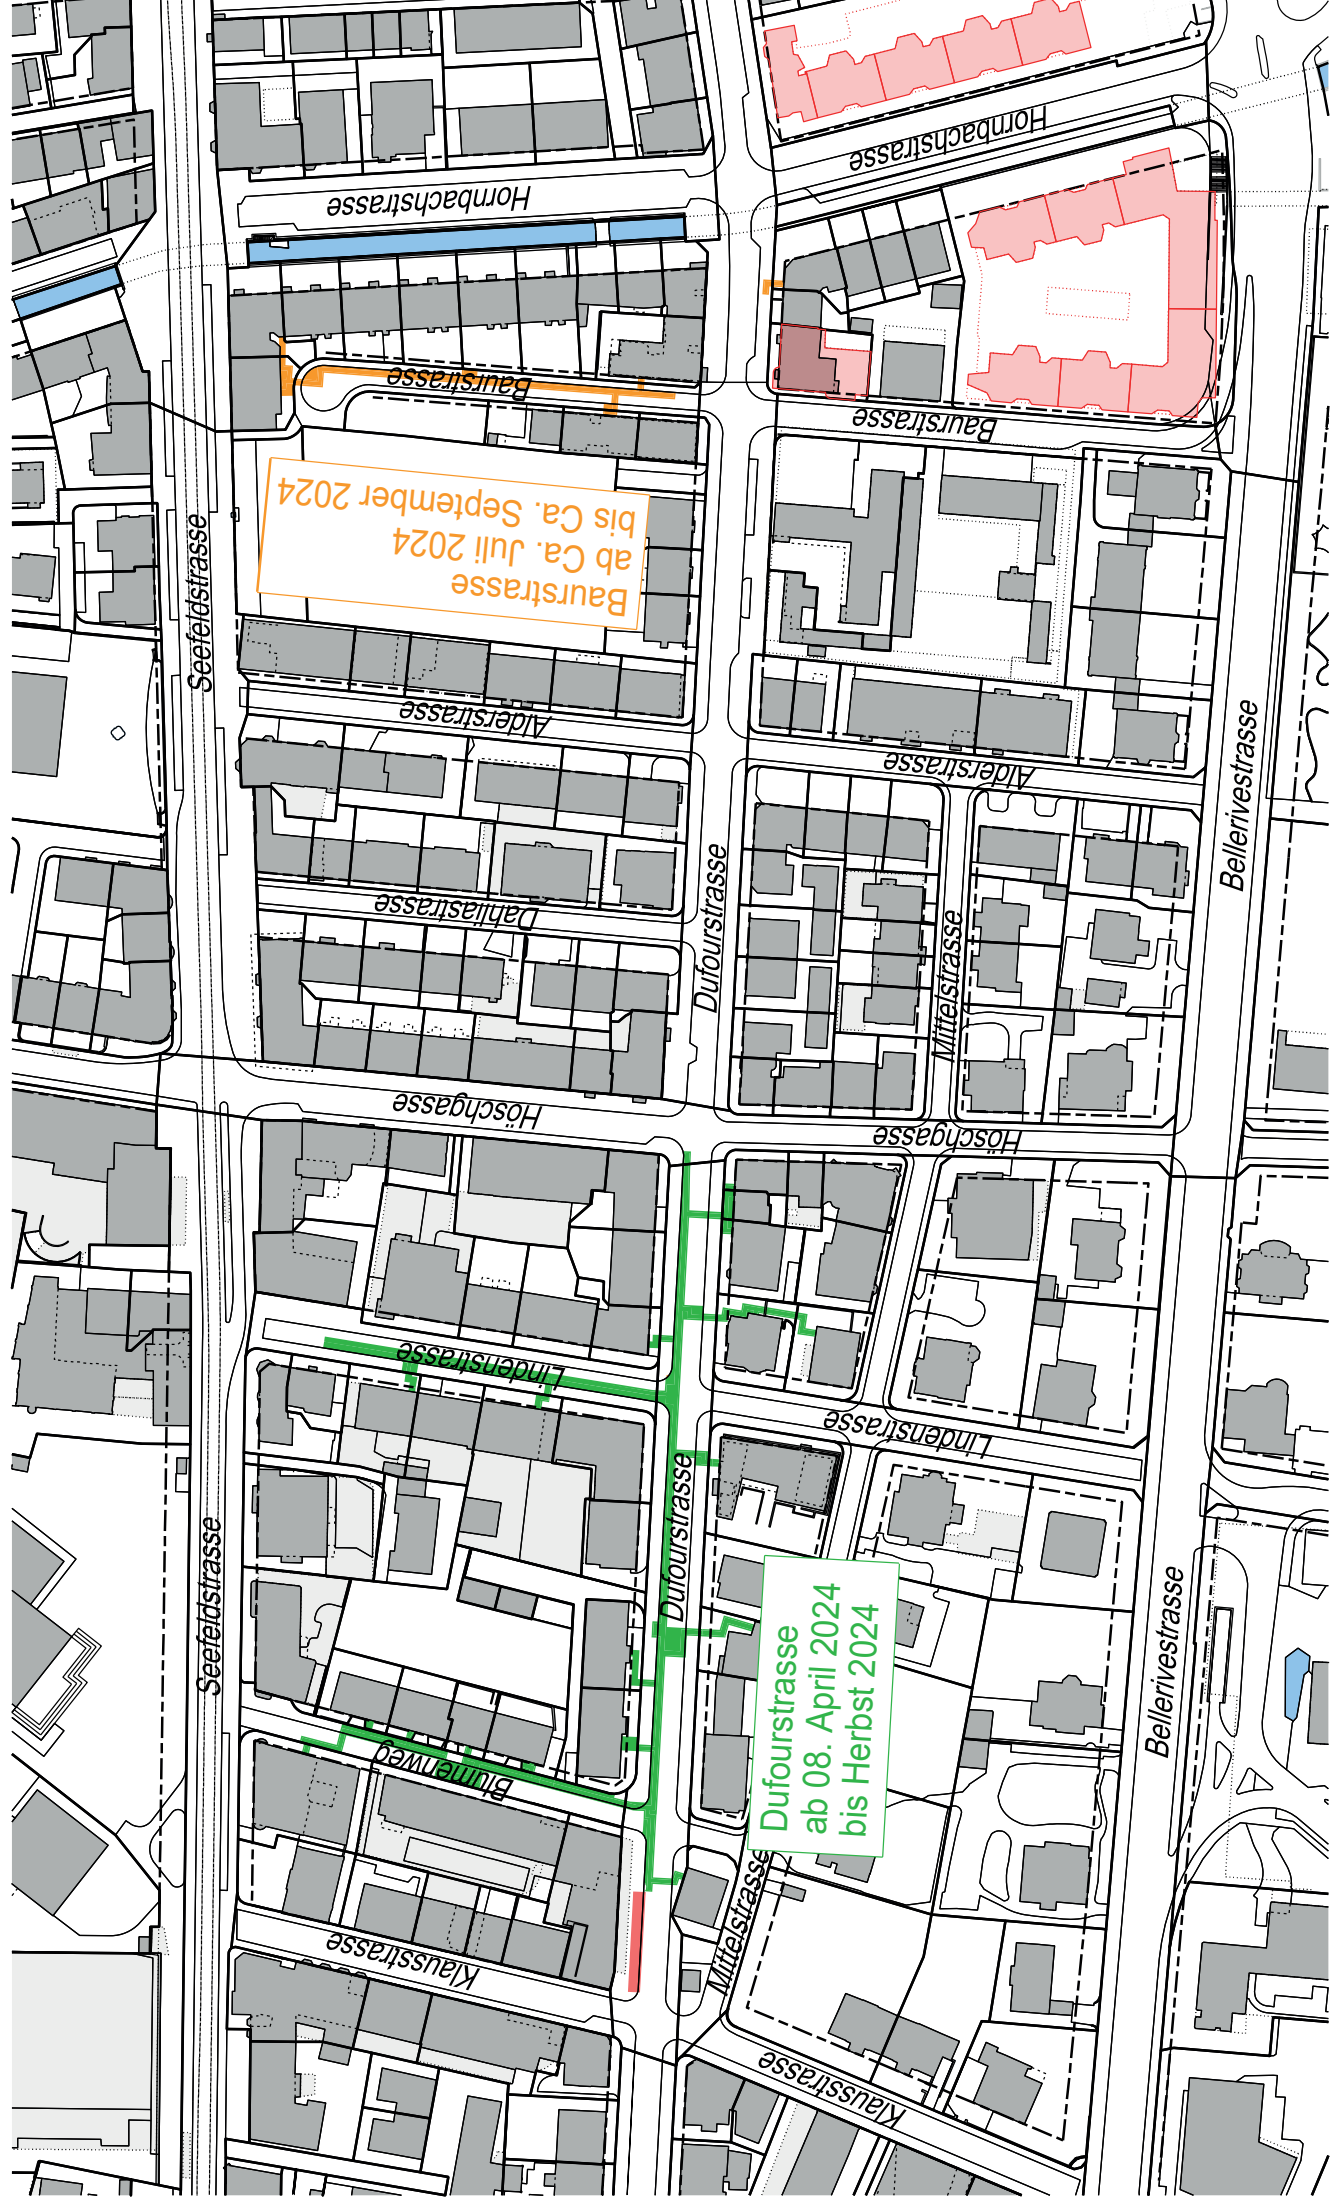 Hornbachstrasse
Hornbachstrasse
Baurstrasse
Baurstrasse
Baurstrasse
ab Ca. Juli 2024
bis Ca. September 2024
Seefeldstrasse
Alderstrasse
Alderstrasse
Bellerivestrasse
Dahliastrasse
Dufourstrasse
Mittelstrasse
Höschgasse
Höschgasse
Lindenstrasse
Lindenstrasse
Dufourstrasse
Seefeldstrasse
Dufourstrasse
ab 08. April 2024
bis Herbst 2024
Bellerivestrasse
Blumenweg
Mittelstrasse
Klausstrasse
Klausstrasse